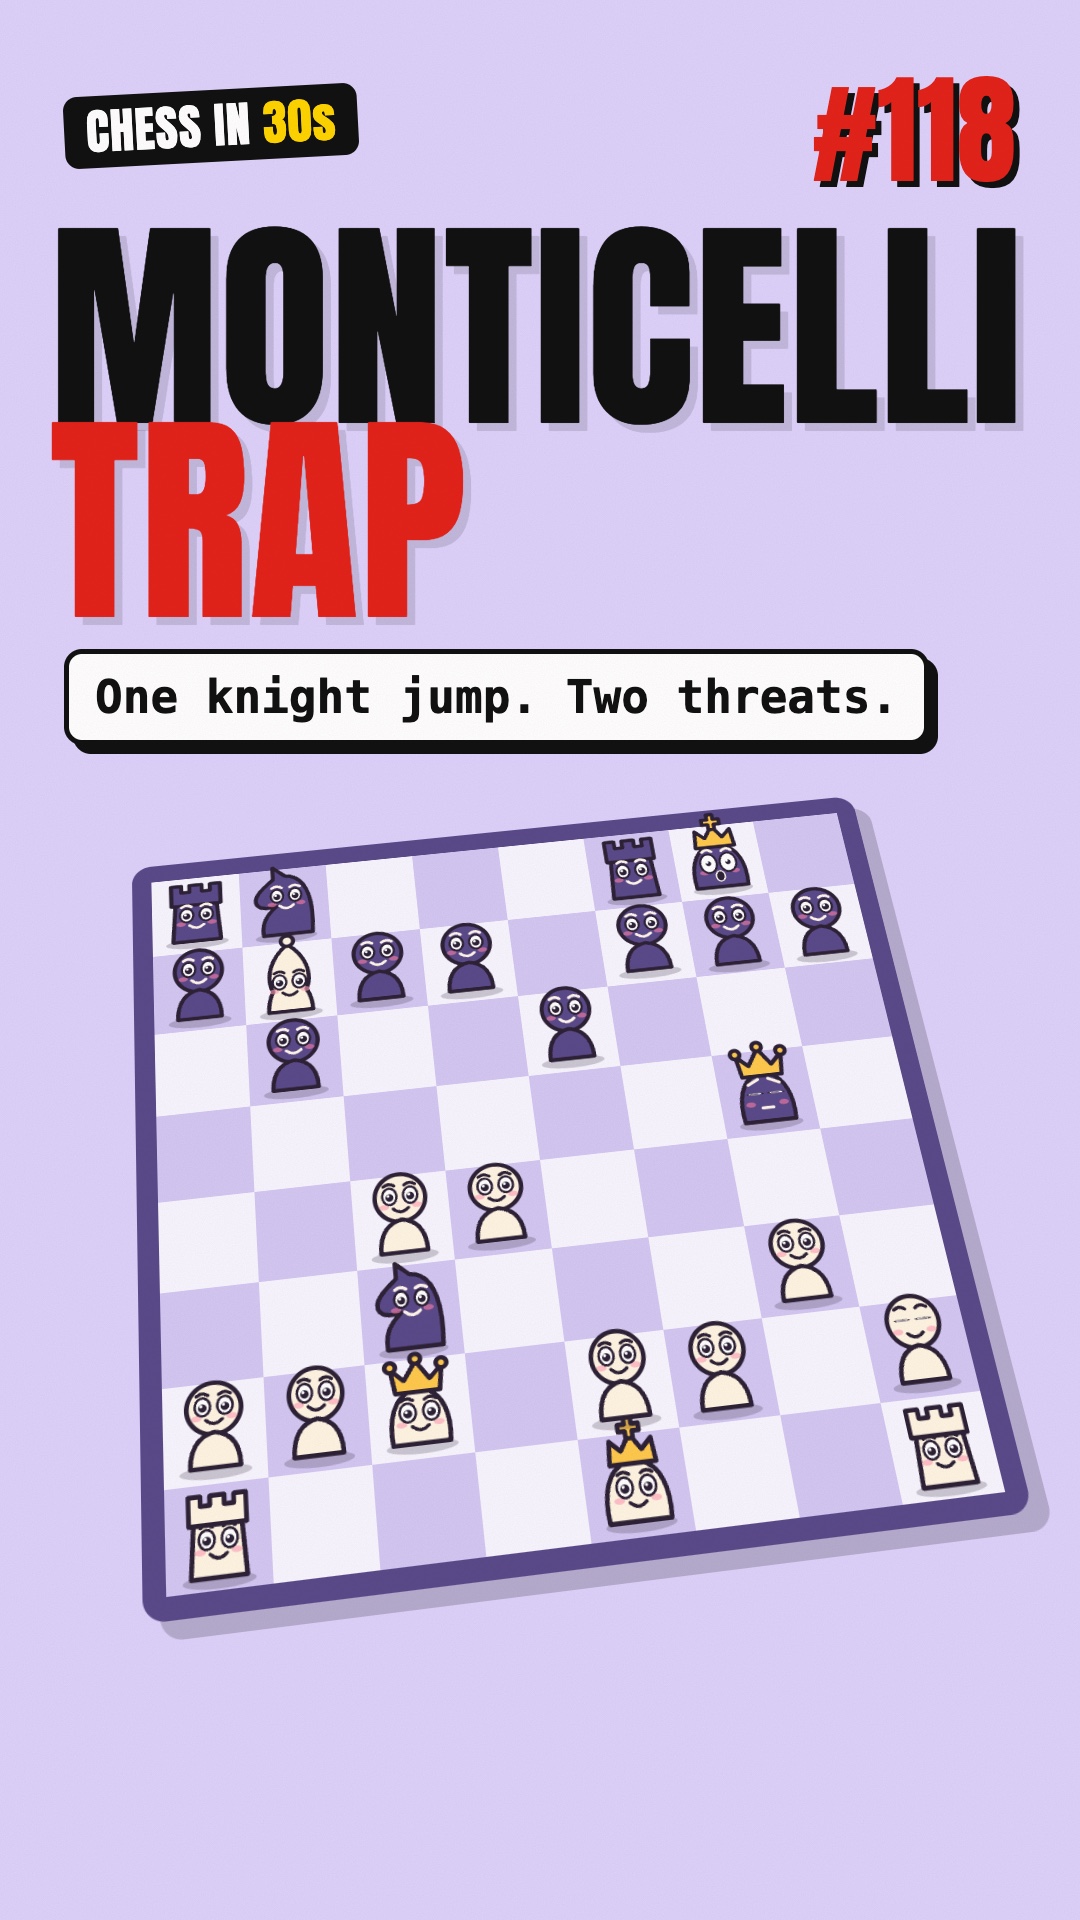 CHESS IN 30s
#118
MONTICELLI
TRAP
One knight jump. Two threats.